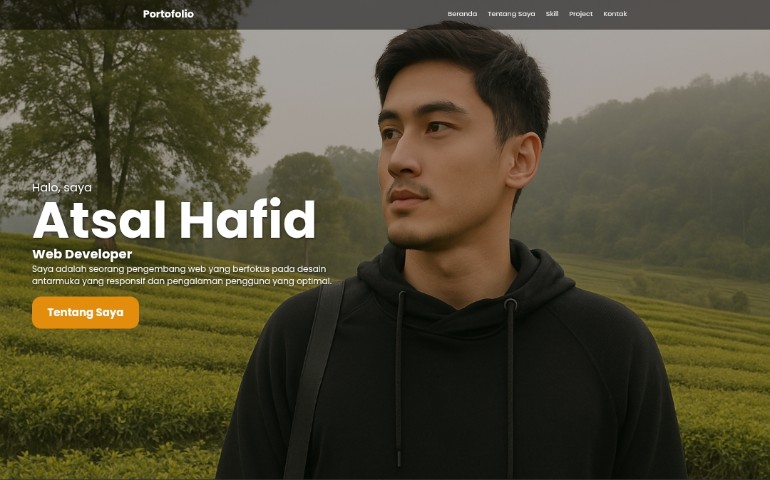 Portofolio
Beranda Tentang Saya Skill Project Kontak
Halo, saya
Atsal Hafid
Web Developer
Saya adalah seorang pengembang web yang berfokus pada desain
antarmuka yang responsif dan pengalaman pengguna yang optimal.
Tentang Saya